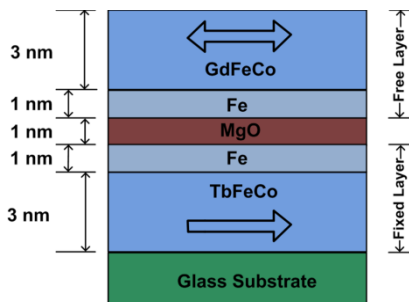 3 nm
GdFeCo
Free Layer
1 nm
Fe
1 nm
MgO
1 nm
Fe
TbFeCo
3 nm
Fixed Layer
Glass Substrate